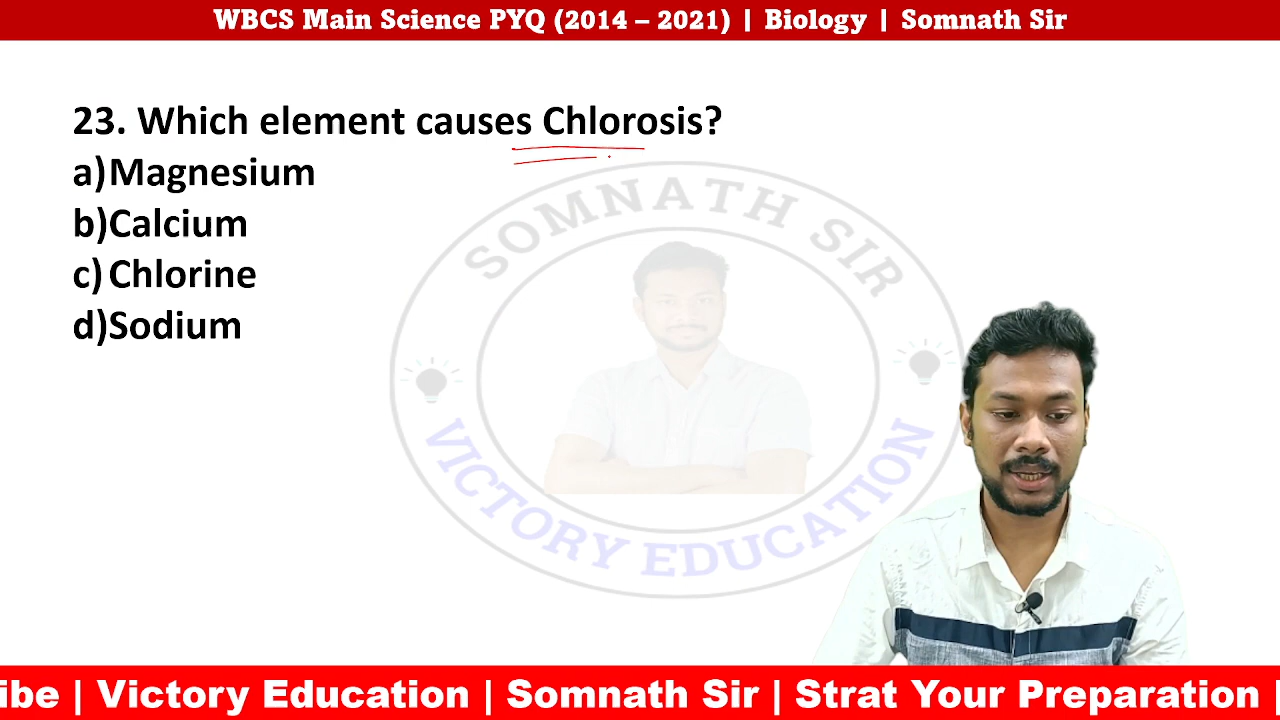 WBCS Main Science PYQ (2014 – 2021) | Biology | Somnath Sir
23. Which element causes Chlorosis?
a)Magnesium
b)Calcium
c) Chlorine
d)Sodium
SOMNATH SIR
VICTORY EDUCATION
ibe | Victory Education | Somnath Sir | Strat Your Preparation |